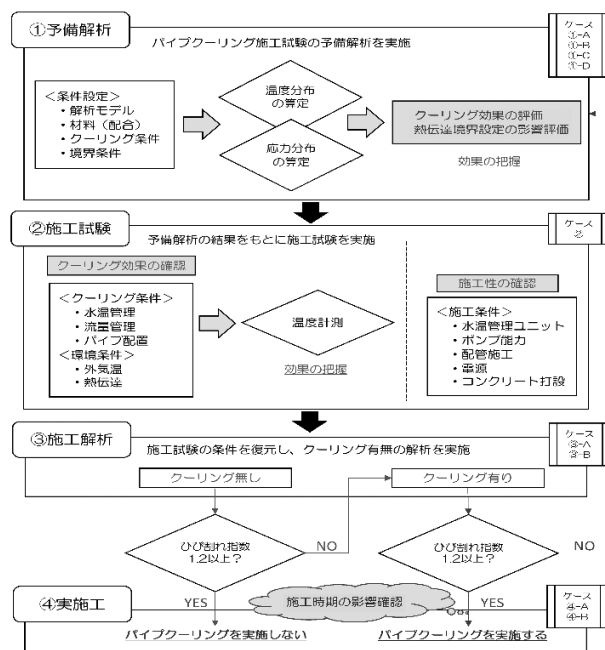 ①予備解析
ケース
①-A
①-B
①-C
①-D
パイプクーリング施工試験の予備解析を実施
<条件設定>
・解析モデル
・材料(配合)
・クーリング条件
・境界条件
温度分布
の算定
応力分布
の算定
クーリング効果の評価
熱伝達境界設定の影響評価
効果の把握
②施工試験
ケース
②
予備解析の結果をもとに施工試験を実施
クーリング効果の確認
<クーリング条件>
・水温管理
・流量管理
・パイプ配置
<環境条件>
・外気温
・熱伝達
温度計測
効果の把握
施工性の確認
<施工条件>
・水温管理ユニット
・ポンプ能力
・配管施工
・電源
・コンクリート打設
③施工解析
ケース
③-A
③-B
施工試験の条件を復元し、クーリング有無の解析を実施
クーリング無し
クーリング有り
ひび割れ指数
1.2以上?
NO
ひび割れ指数
1.2以上?
NO
④実施工
YES
施工時期の影響確認
YES
ケース
④-A
④-B
パイプクーリングを実施しない
パイプクーリングを実施する